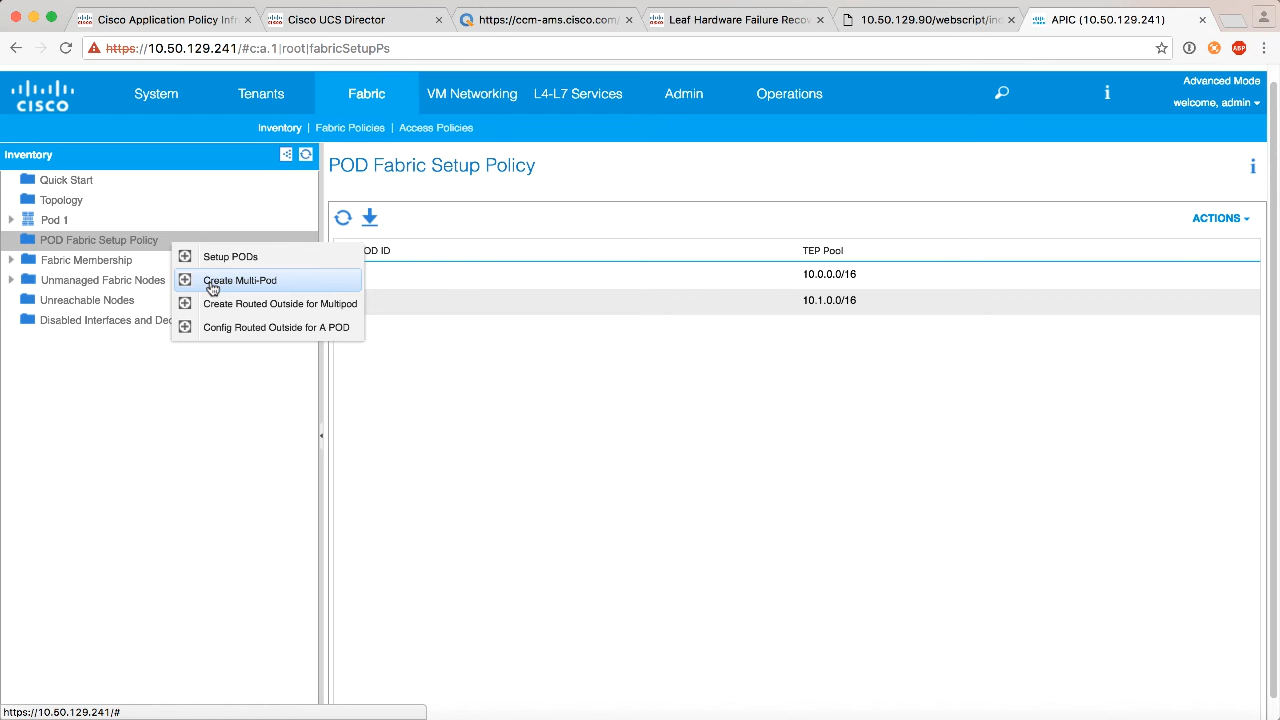 Cisco Application Policy Infr
Cisco UCS Director
https://ccm-ams.cisco.com/
Leaf Hardware Failures
10.50.129.90/webscript/in
APIC (10.50.129.241)
https://10.50.129.241/#c:a.1|root|fabricSetupPs
ABP
CISCO
System
Tenants
Fabric
VM Networking
L4-L7 Services
Admin
Operations
Advanced Mode
welcome, admin
Inventory | Fabric Policies | Access Policies
Inventory
Quick Start
Topology
Pod 1
POD Fabric Setup Policy
Fabric Membership
Unmanaged Fabric Nodes
Unreachable Nodes
Disabled Interfaces and Dec
Setup PODs
Create Multi-Pod
Create Routed Outside for Multipod
Config Routed Outside for A POD
POD Fabric Setup Policy
ACTIONS
OD ID
TEP Pool
10.0.0.0/16
10.1.0.0/16
https://10.50.129.241/#